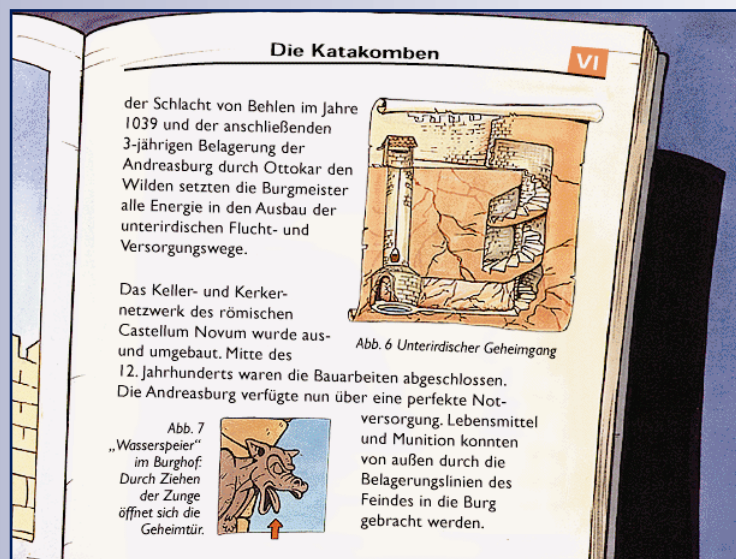 Die Katakomben
VI
der Schlacht von Behlen im Jahre
1039 und der anschließenden
3-jährigen Belagerung der
Andreasburg durch Ottokar den
Wilden setzten die Burgmeister
alle Energie in den Ausbau der
unterirdischen Flucht- und
Versorgungswege.
Das Keller- und Kerker-
netzwerk des römischen
Castellum Novum wurde aus-
und umgebaut. Mitte des
12. Jahrhunderts waren die Bauarbeiten abgeschlossen.
Die Andreasburg verfügte nun über eine perfekte Not-
versorgung. Lebensmittel
und Munition konnten
von außen durch die
Belagerungslinien des
Feindes in die Burg
gebracht werden.
Abb. 6 Unterirdischer Geheimgang
Abb. 7
„Wasserspeier“
im Burghof:
Durch Ziehen
der Zunge
öffnet sich die
Geheimtür.